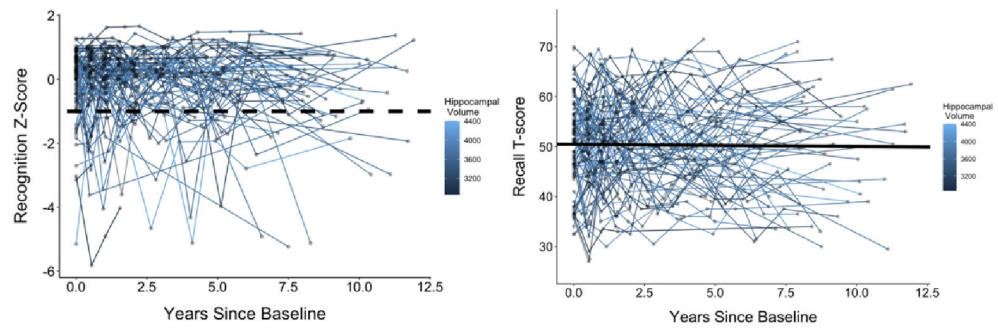 2
0
-2
-4
-6
Recognition Z-Score
0.0 2.5 5.0 7.5 10.0 12.5
Years Since Baseline
Hippocampal
Volume
4400
4000
3600
3200
70
60
50
40
30
Recall T-score
0.0 2.5 5.0 7.5 10.0 12.5
Years Since Baseline
Hippocampal
Volume
4400
4000
3600
3200